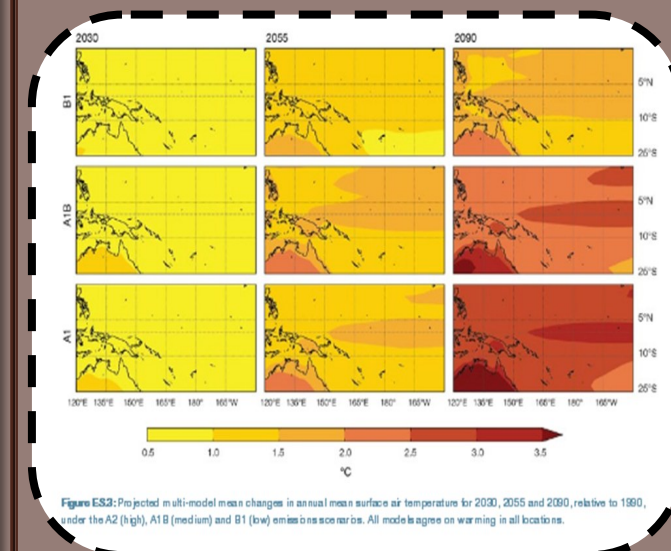 2030 2055 2090
B1
5°N
10°S
25°S
A1B
5°N
10°S
25°S
A1
5°N
10°S
25°S
120°E 135°E 150°E 165°E 180° 165°W 120°E 135°E 150°E 165°E 180° 165°W 120°E 135°E 150°E 165°E 180° 165°W
0.5 1.0 1.5 2.0 2.5 3.0 3.5
°C
Figure ES.3: Projected multi-model mean changes in annual mean surface air temperature for 2030, 2055 and 2090, relative to 1990,
under the A2 (high), A1B (medium) and B1 (low) emissions scenarios. All models agree on warming in all locations.